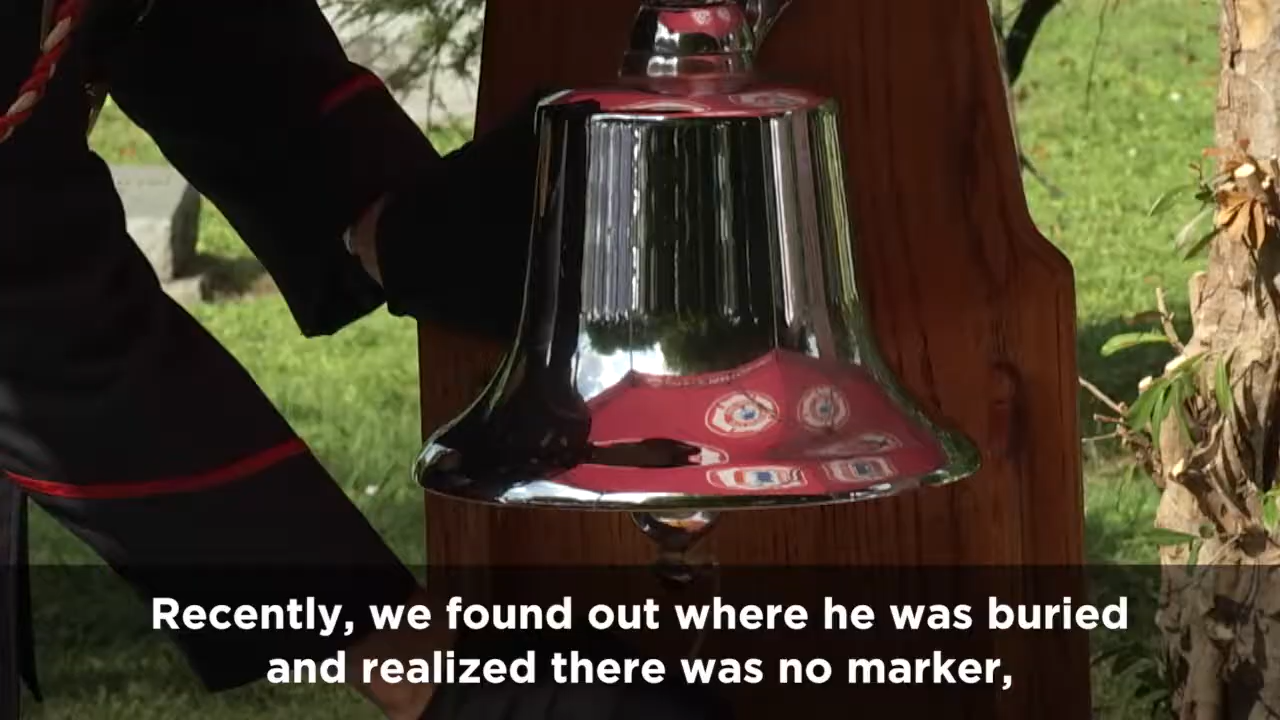 Recently, we found out where he was buried
and realized there was no marker,